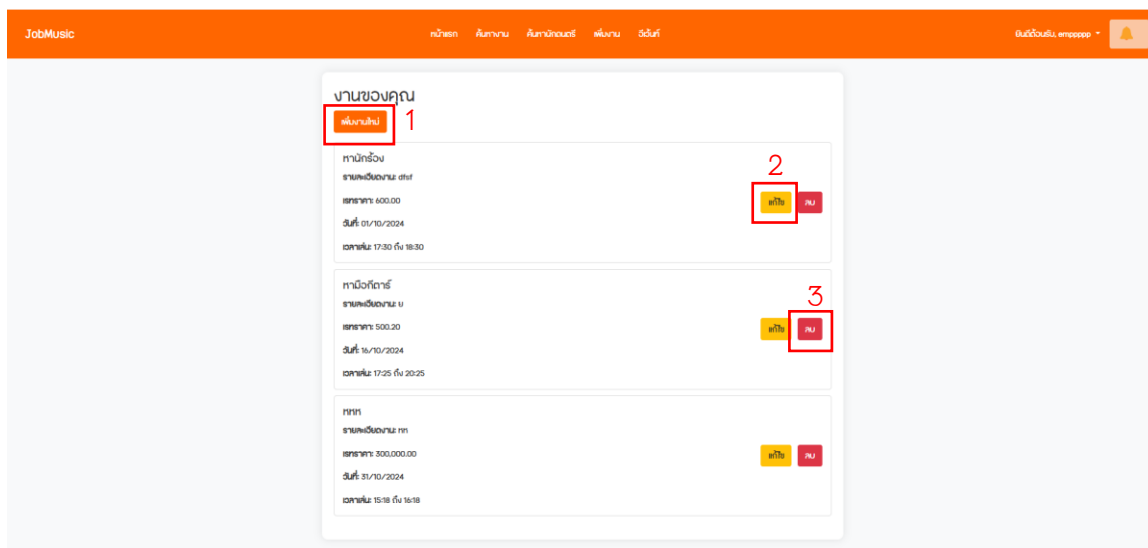 JobMusic หน้าแรก ค้นหางาน ค้นหานักดนตรี เพิ่มงาน อีเว้นท์ ยินดีต้อนรับ, emppppp
งานของคุณ
เพิ่มงานใหม่ 1
หานักร้อง
รายละเอียดงาน: dfsf
2
เรทราคา: 600.00
แก้ไข ลบ
วันที่: 01/10/2024
เวลาเล่น: 17:30 ถึง 18:30
หามือกีตาร์
3
รายละเอียดงาน: ย
เรทราคา: 500.20
แก้ไข ลบ
วันที่: 16/10/2024
เวลาเล่น: 17:25 ถึง 20:25
หหห
รายละเอียดงาน: หห
เรทราคา: 300,000.00
แก้ไข ลบ
วันที่: 31/10/2024
เวลาเล่น: 15:18 ถึง 16:18